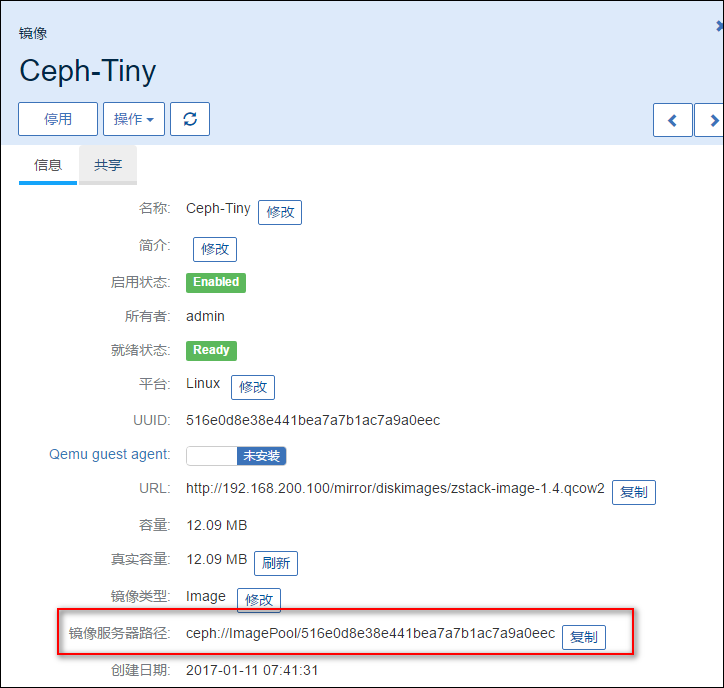 镜像
Ceph-Tiny
停用 操作
信息 共享
名称: Ceph-Tiny 修改
简介: 修改
启用状态: Enabled
所有者: admin
就绪状态: Ready
平台: Linux 修改
UUID: 516e0d8e38e441bea7a7b1ac7a9a0eec
Qemu guest agent: 未安装
URL: http://192.168.200.100/mirror/diskimages/zstack-image-1.4.qcow2 复制
容量: 12.09 MB
真实容量: 12.09 MB 刷新
镜像类型: Image 修改
镜像服务器路径: ceph://ImagePool/516e0d8e38e441bea7a7b1ac7a9a0eec 复制
创建日期: 2017-01-11 07:41:31